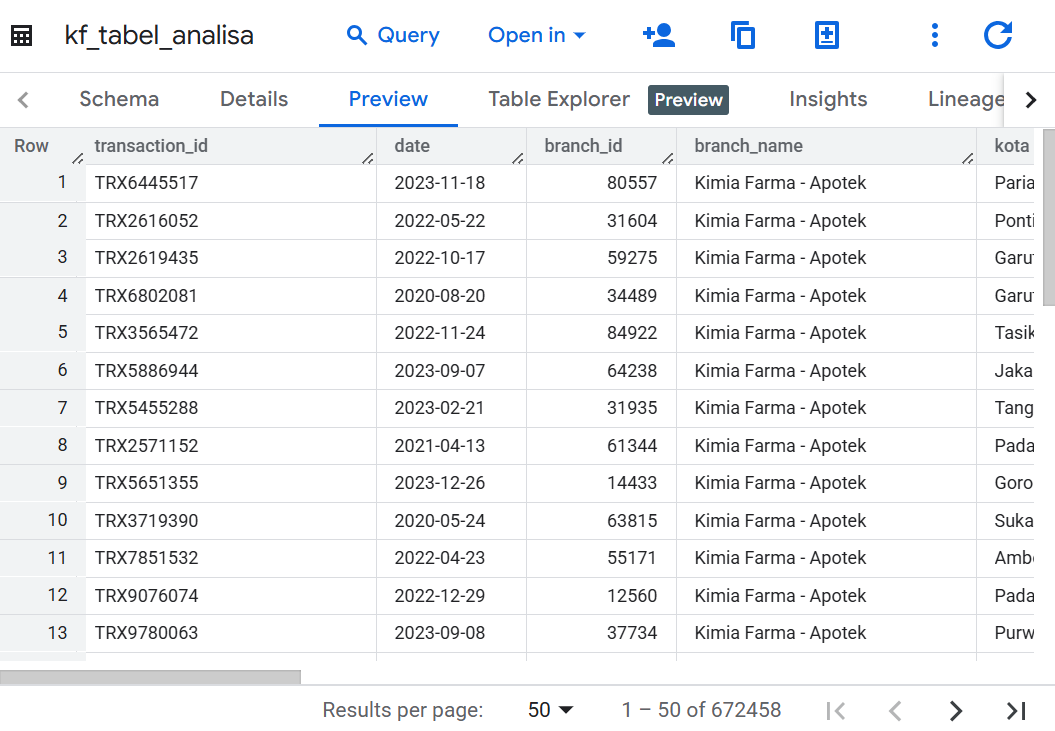 kf_tabel_analisa Query Open in
Schema Details Preview Table Explorer Preview Insights Lineage
Row transaction_id date branch_id branch_name kota
1 TRX6445517 2023-11-18 80557 Kimia Farma - Apotek
2 TRX2616052 2022-05-22 31604 Kimia Farma - Apotek
3 TRX2619435 2022-10-17 59275 Kimia Farma - Apotek
4 TRX6802081 2020-08-20 34489 Kimia Farma - Apotek
5 TRX3565472 2022-11-24 84922 Kimia Farma - Apotek
6 TRX5886944 2023-09-07 64238 Kimia Farma - Apotek
7 TRX5455288 2023-02-21 31935 Kimia Farma - Apotek
8 TRX2571152 2021-04-13 61344 Kimia Farma - Apotek
9 TRX5651355 2023-12-26 14433 Kimia Farma - Apotek
10 TRX3719390 2020-05-24 63815 Kimia Farma - Apotek
11 TRX7851532 2022-04-23 55171 Kimia Farma - Apotek
12 TRX9076074 2022-12-29 12560 Kimia Farma - Apotek
13 TRX9780063 2023-09-08 37734 Kimia Farma - Apotek
Results per page: 50 1 – 50 of 672458